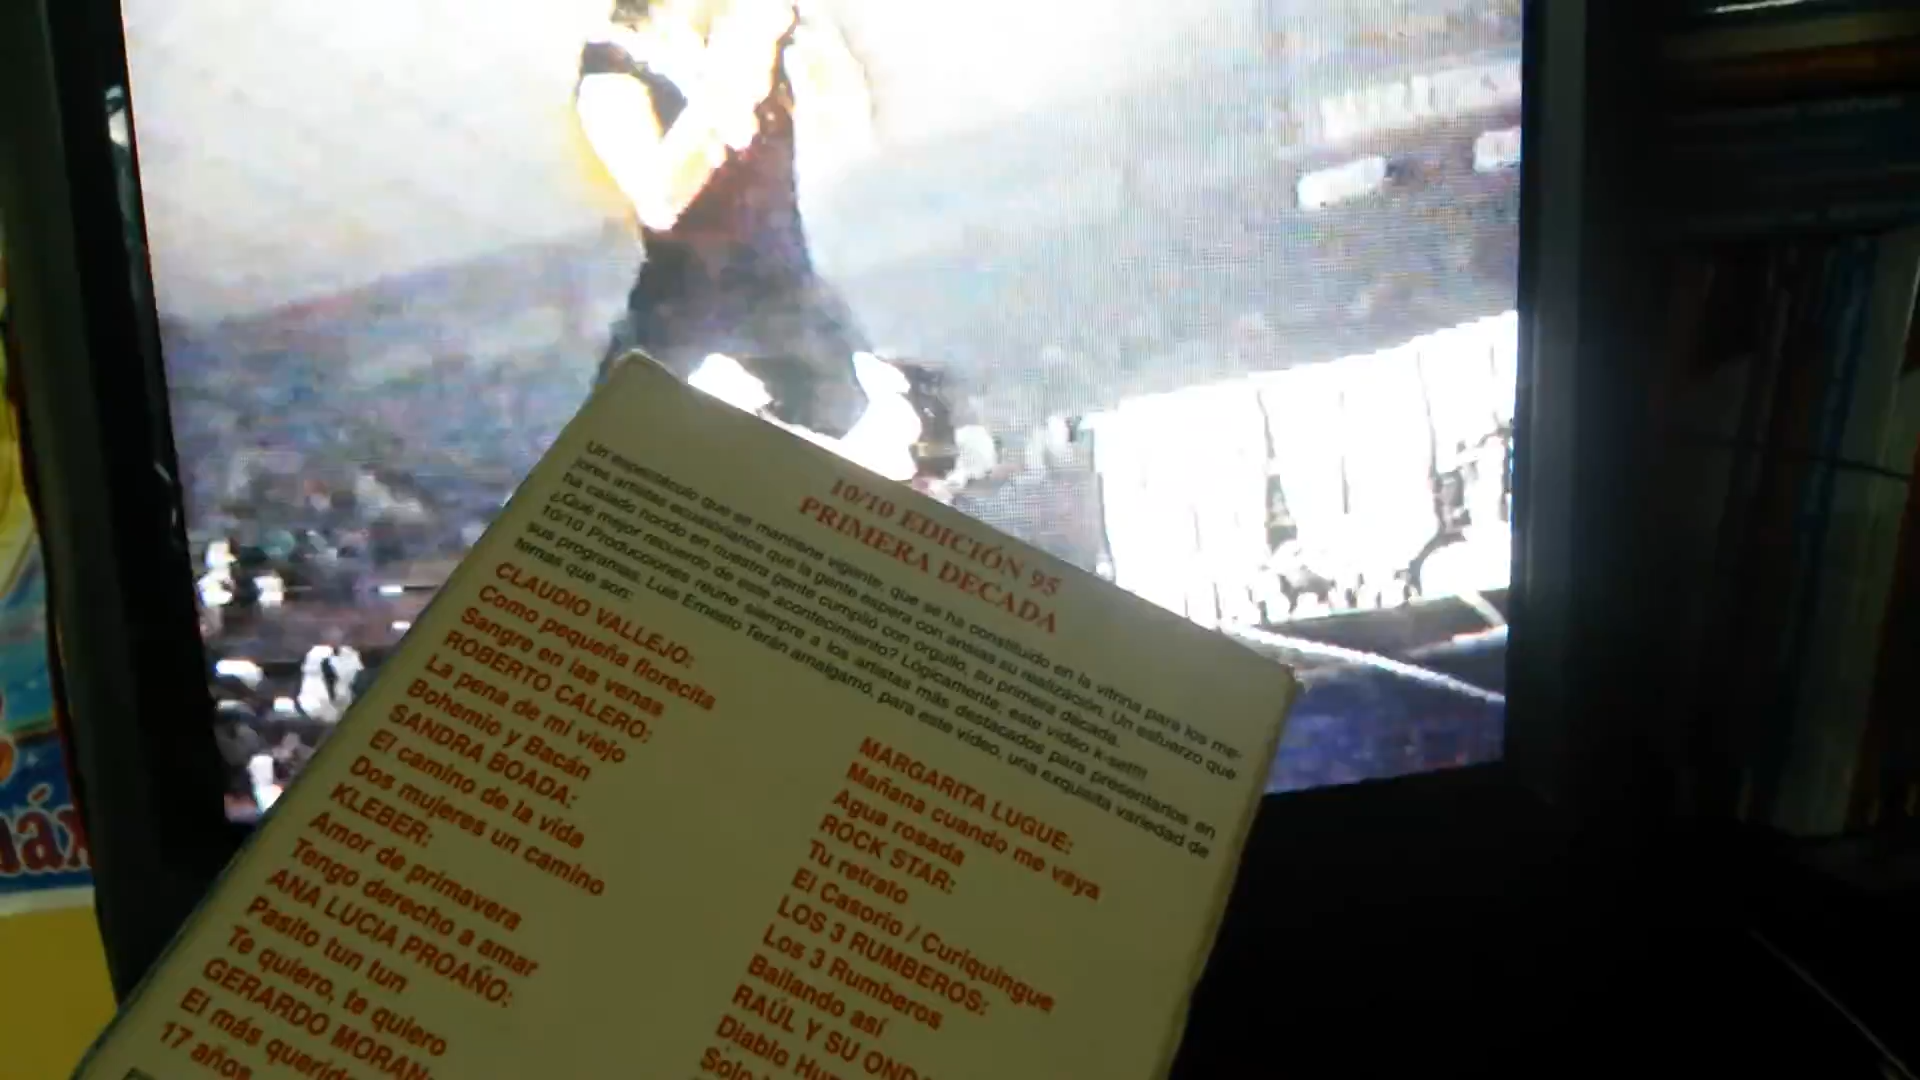 10/10 EDICIÓN 95
PRIMERA DECADA
Un espectáculo que se mantiene vigente, que se ha constituido en la vitrina para los me-
jores artistas ecuatorianos que la gente espera con ansias su realización. Un esfuerzo que
ha calado hondo en nuestra gente cumplió con orgullo, su primera decada.
¿Qué mejor recuerdo de este acontecimiento? Lógicamente, este video k-set!!!
10/10 Producciones reune siempre a los artistas más destacados para presentarlos en
sus programas. Luis Ernesto Terán amalgamó, para este video, una exquisita variedad de
temas que son:
CLAUDIO VALLEJO:
Como pequeña florecita
Sangre en las venas
ROBERTO CALERO:
La pena de mi viejo
Bohemio y Bacán
SANDRA BOADA:
El camino de la vida
Dos mujeres un camino
KLEBER:
Amor de primavera
Tengo derecho a amar
ANA LUCIA PROAÑO:
Pasito tun tun
Te quiero, te quiero
GERARDO MORAN
El más querido
17 años
MARGARITA LUGUE:
Mañana cuando me vaya
Agua rosada
ROCK STAR:
Tu retrato
El Casorio / Curiquingue
LOS 3 RUMBEROS:
Los 3 Rumberos
Bailando así
RAÚL Y SU OND
Diablo Hu
Solo